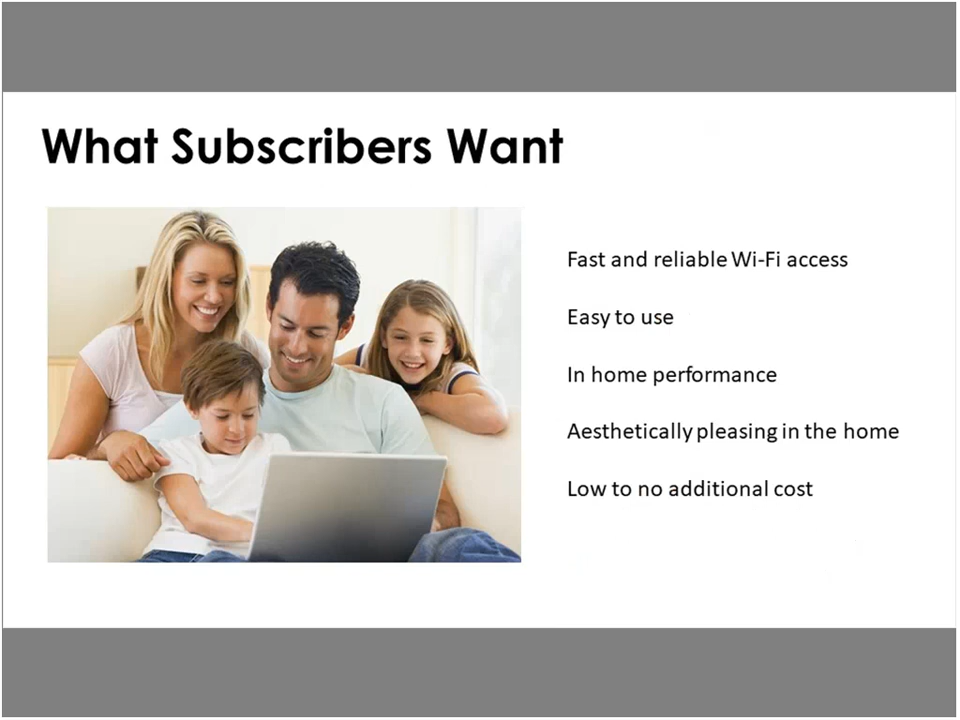 What Subscribers Want
Fast and reliable Wi-Fi access
Easy to use
In home performance
Aesthetically pleasing in the home
Low to no additional cost